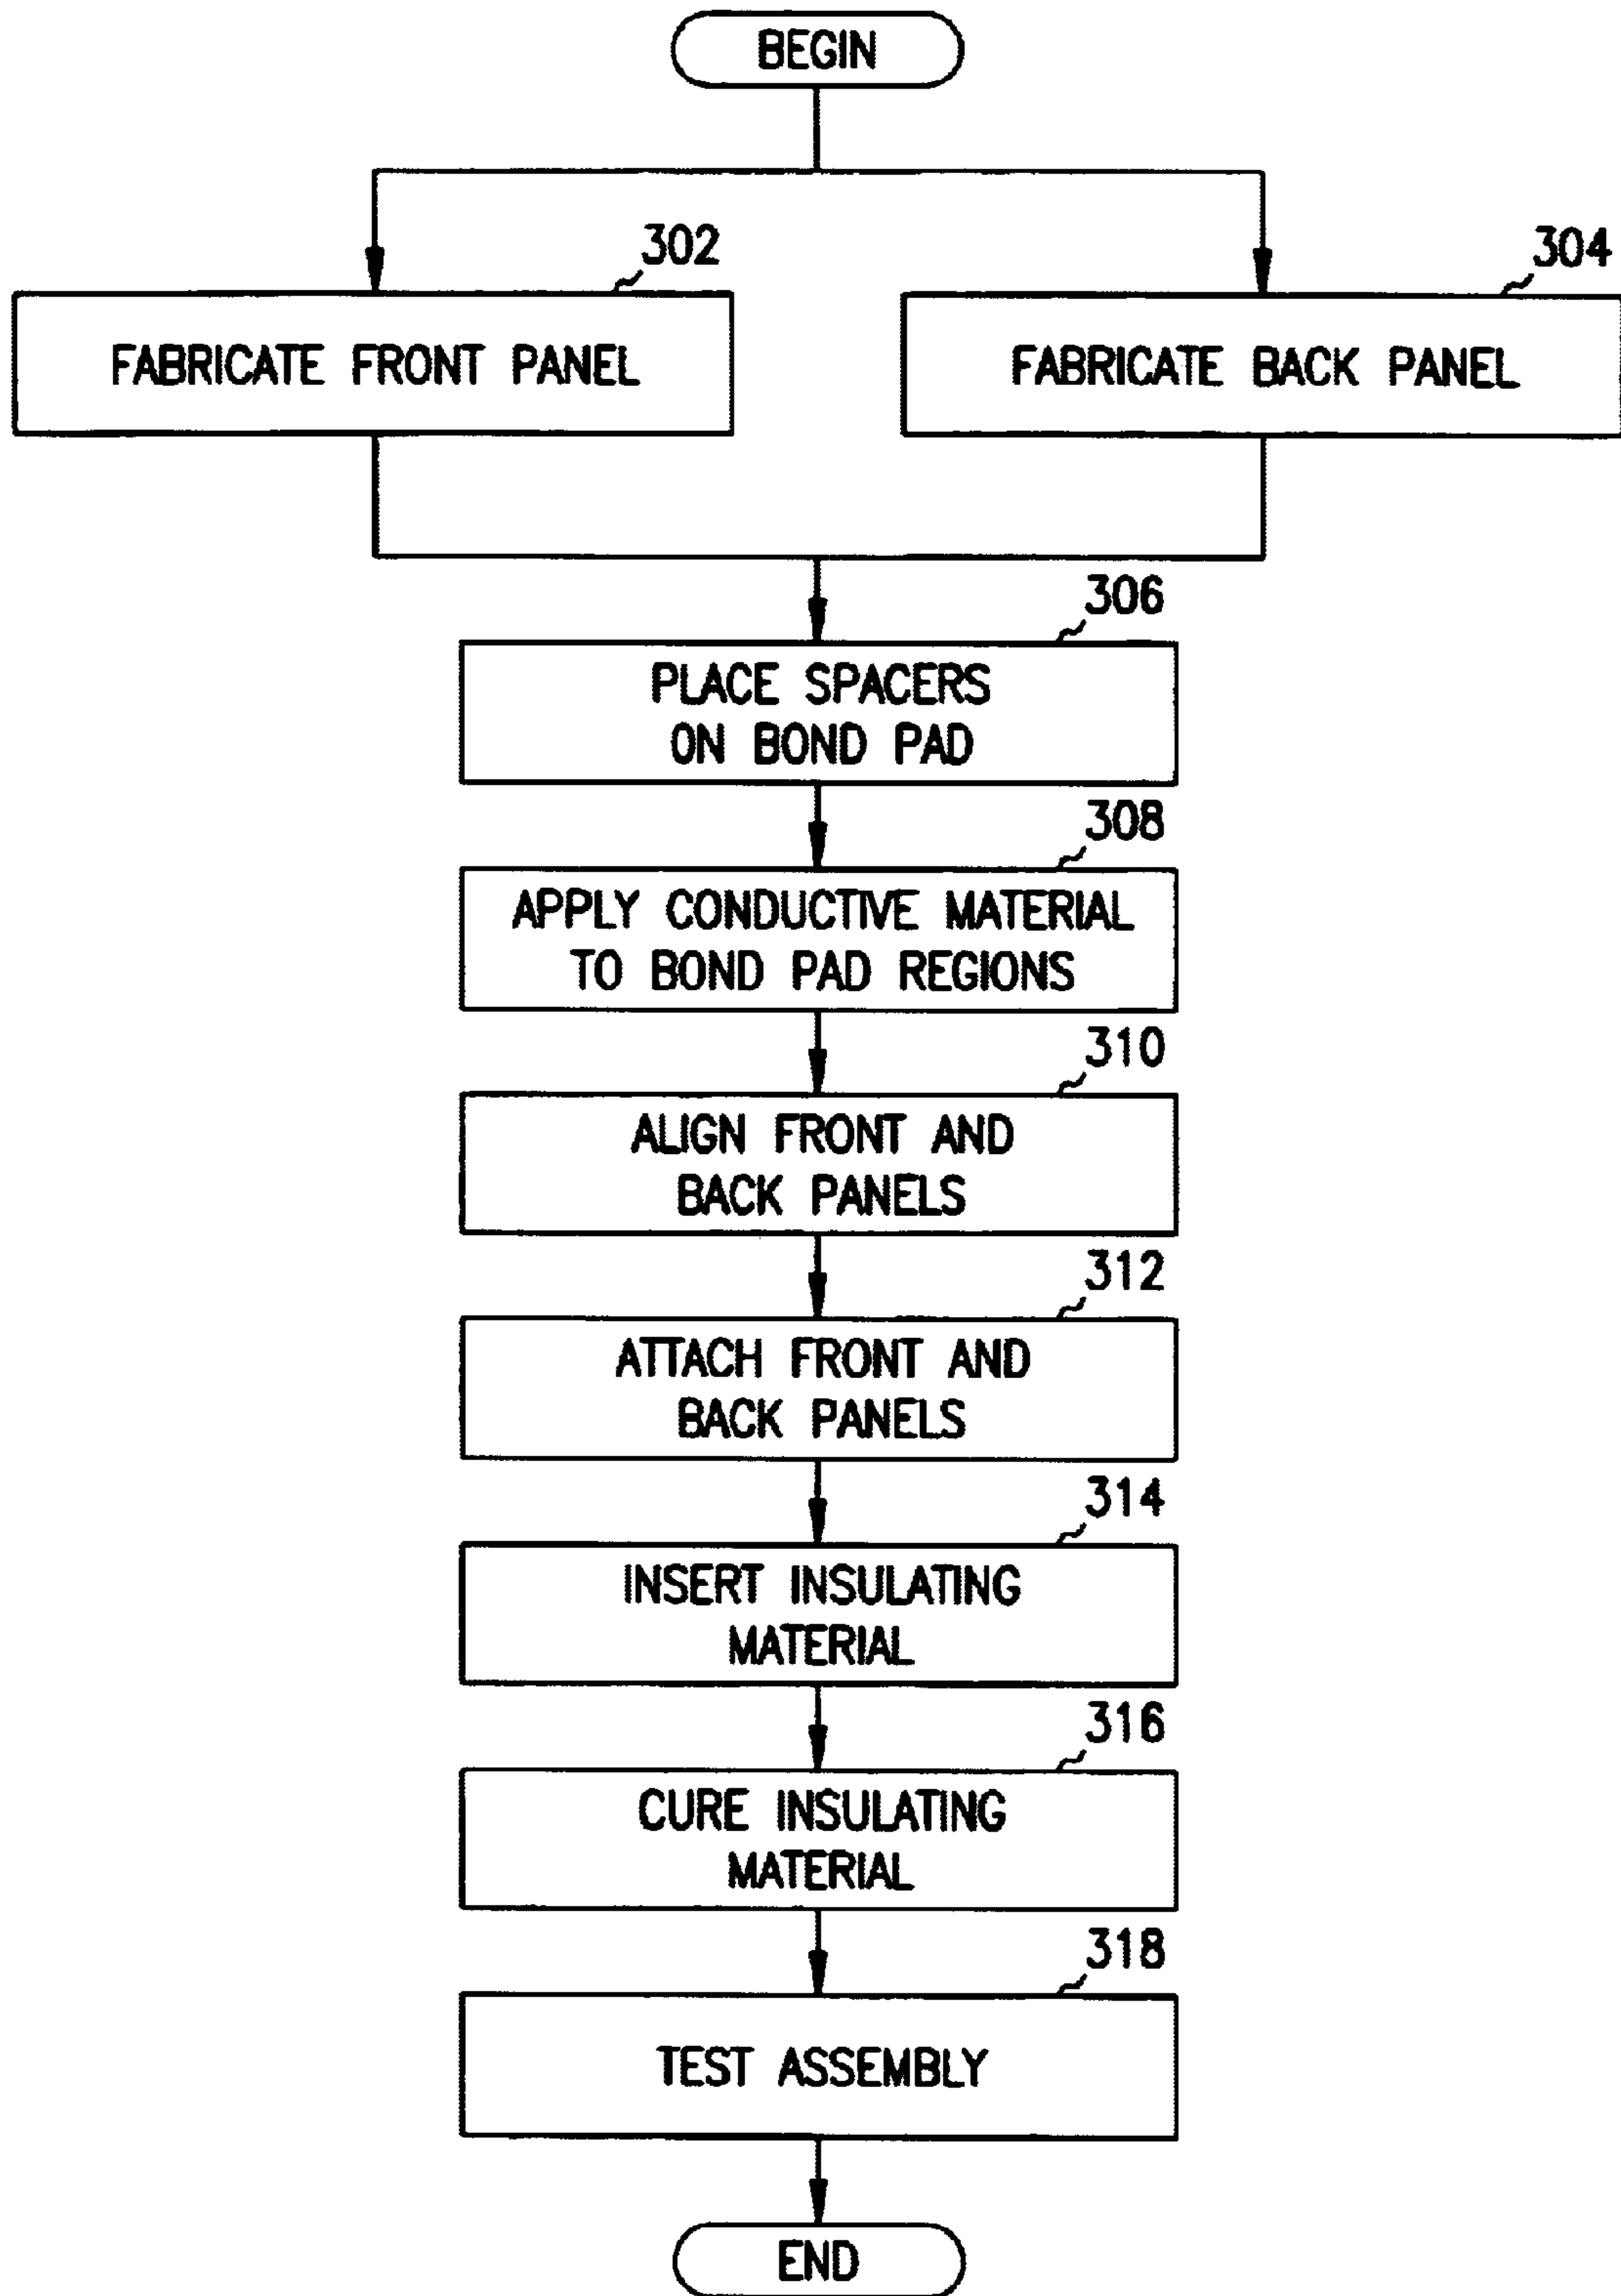 BEGIN
302
304
FABRICATE FRONT PANEL
FABRICATE BACK PANEL
306
PLACE SPACERS
ON BOND PAD
308
APPLY CONDUCTIVE MATERIAL
TO BOND PAD REGIONS
310
ALIGN FRONT AND
BACK PANELS
312
ATTACH FRONT AND
BACK PANELS
314
INSERT INSULATING
MATERIAL
316
CURE INSULATING
MATERIAL
318
TEST ASSEMBLY
END